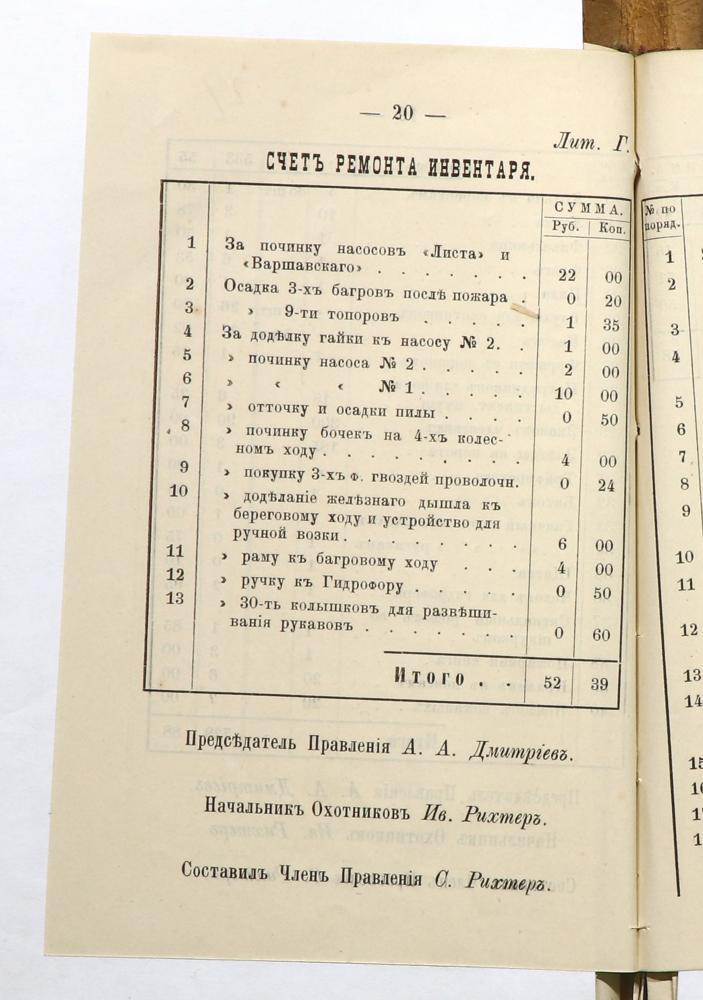 — 20 —
Лит. Г.
СЧЕТЪ РЕМОНТА ИНВЕНТАРЯ.
СУММА.
Руб. Коп.
1 За починку насосовъ «Листа» и
«Варшавскаго» . . . . . . . 22 00
2 Осадка 3-хъ багровъ послѣ пожара . 0 20
3 » 9-ти топоровъ . . . . . 1 35
4 За додѣлку гайки къ насосу № 2. . 1 00
5 » починку насоса № 2 . . . . . 2 00
6 » « « № 1 . . . . . 10 00
7 » отточку и осадки пилы . . . . 0 50
8 » починку бочекъ на 4-хъ колес-
номъ ходу . . . . . . . . . 4 00
9 » покупку 3-хъ ф. гвоздей проволочн. 0 24
10 » додѣланіе желѣзнаго дышла къ
береговому ходу и устройство для
ручной возки . . . . . . . . 6 00
11 » раму къ багровому ходу . . . 4 00
12 » ручку къ Гидрофору . . . . . 0 50
13 » 30-ть колышковъ для развѣши-
ванія рукавовъ . . . . . . . 0 60
Итого . . 52 39
Предсѣдатель Правленія А. А. Дмитріевъ.
Начальникъ Охотниковъ Ив. Рихтеръ.
Составилъ Членъ Правленія С. Рихтеръ.
№ по
поряд.
1
2
3
4
5
6
7
8
9
10
11
12
13
14